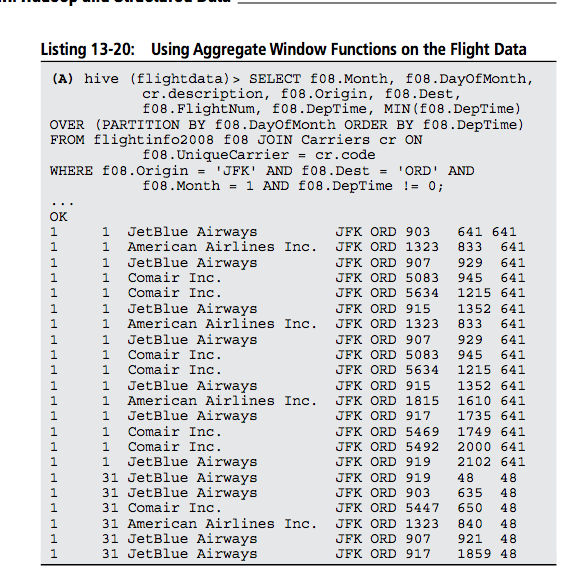 Listing 13-20: Using Aggregate Window Functions on the Flight Data
(A) hive (flightdata)> SELECT f08.Month, f08.DayOfMonth,
cr.description, f08.Origin, f08.Dest,
f08.FlightNum, f08.DepTime, MIN(f08.DepTime)
OVER (PARTITION BY f08.DayOfMonth ORDER BY f08.DepTime)
FROM flightinfo2008 f08 JOIN Carriers cr ON
f08.UniqueCarrier = cr.code
WHERE f08.Origin = 'JFK' AND f08.Dest = 'ORD' AND
f08.Month = 1 AND f08.DepTime != 0;
...
OK
1 1 JetBlue Airways JFK ORD 903 641 641
1 1 American Airlines Inc. JFK ORD 1323 833 641
1 1 JetBlue Airways JFK ORD 907 929 641
1 1 Comair Inc. JFK ORD 5083 945 641
1 1 Comair Inc. JFK ORD 5634 1215 641
1 1 JetBlue Airways JFK ORD 915 1352 641
1 1 American Airlines Inc. JFK ORD 1323 833 641
1 1 JetBlue Airways JFK ORD 907 929 641
1 1 Comair Inc. JFK ORD 5083 945 641
1 1 Comair Inc. JFK ORD 5634 1215 641
1 1 JetBlue Airways JFK ORD 915 1352 641
1 1 American Airlines Inc. JFK ORD 1815 1610 641
1 1 JetBlue Airways JFK ORD 917 1735 641
1 1 Comair Inc. JFK ORD 5469 1749 641
1 1 Comair Inc. JFK ORD 5492 2000 641
1 1 JetBlue Airways JFK ORD 919 2102 641
1 31 JetBlue Airways JFK ORD 919 48 48
1 31 JetBlue Airways JFK ORD 903 635 48
1 31 Comair Inc. JFK ORD 5447 650 48
1 31 American Airlines Inc. JFK ORD 1323 840 48
1 31 JetBlue Airways JFK ORD 907 921 48
1 31 JetBlue Airways JFK ORD 917 1859 48